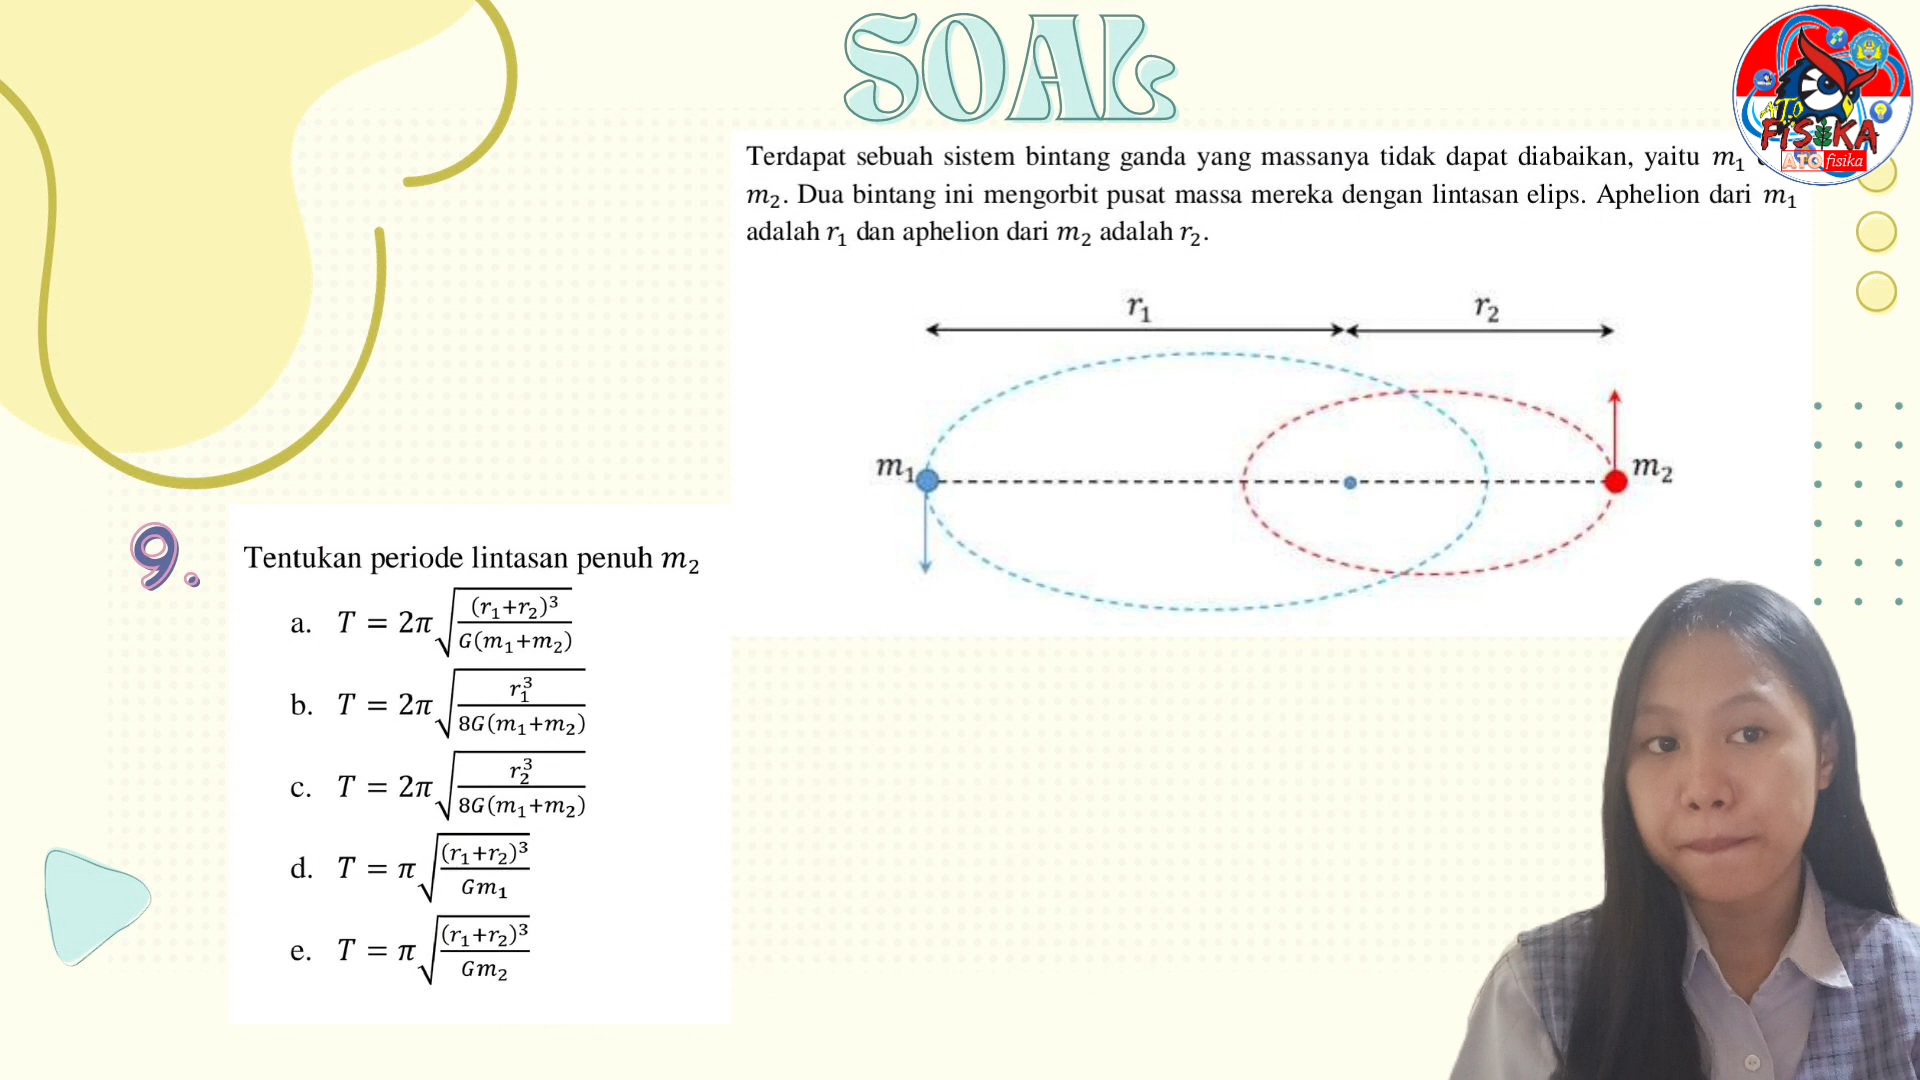 SOAL
Terdapat sebuah sistem bintang ganda yang massanya tidak dapat diabaikan, yaitu m₁
m₂. Dua bintang ini mengorbit pusat massa mereka dengan lintasan elips. Aphelion dari m₁
adalah r₁ dan aphelion dari m₂ adalah r₂.
r₁ r₂
m₁ m₂
9.
Tentukan periode lintasan penuh m₂
a. T = 2π√((r₁+r₂)³/G(m₁+m₂))
b. T = 2π√(r₁³/8G(m₁+m₂))
c. T = 2π√(r₂³/8G(m₁+m₂))
d. T = π√((r₁+r₂)³/Gm₁)
e. T = π√((r₁+r₂)³/Gm₂)
ATO
FISIKA
ATO fisika